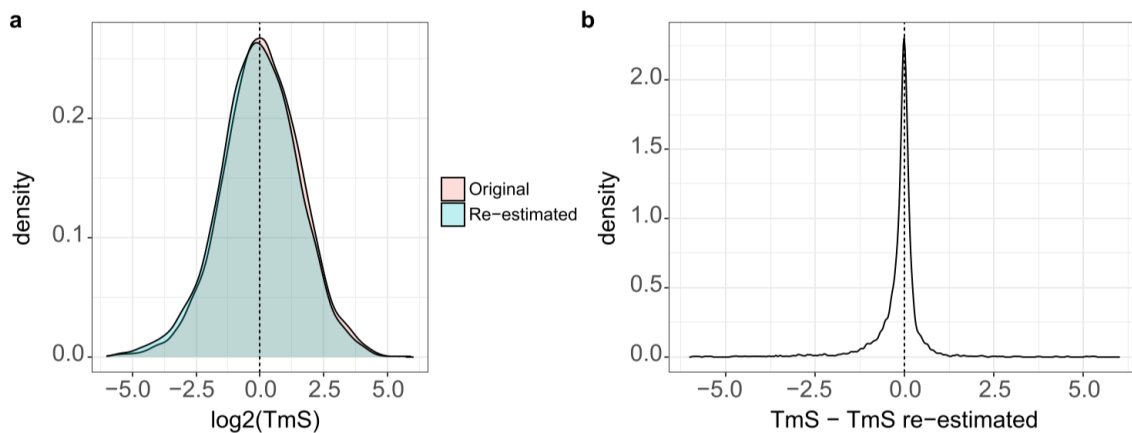 a
0.2
0.1
0.0
density
−5.0 −2.5 0.0 2.5 5.0
log2(TmS)
Original
Re−estimated
b
2.0
1.5
1.0
0.5
0.0
density
−5.0 −2.5 0.0 2.5 5.0
TmS − TmS re−estimated